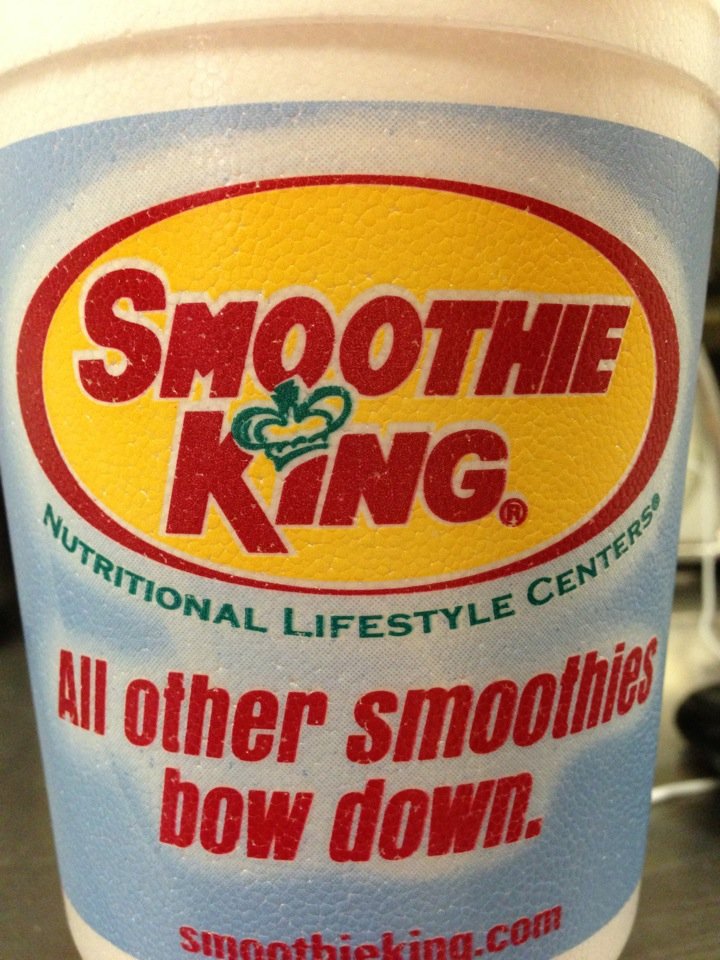 SMOOTHIE
KING®
NUTRITIONAL LIFESTYLE CENTERS®
All other smoothies
bow down.
smoothieking.com